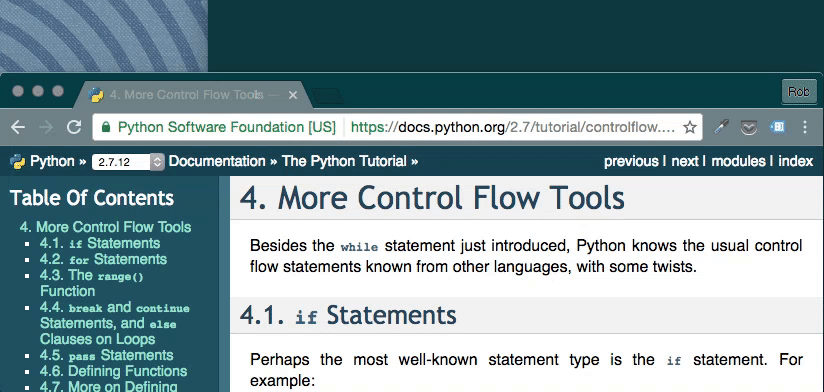 4. More Control Flow Tools —
Rob
Python Software Foundation [US] https://docs.python.org/2.7/tutorial/controlflow....
Python » 2.7.12 Documentation » The Python Tutorial »
previous | next | modules | index
Table Of Contents
4. More Control Flow Tools
4.1. if Statements
4.2. for Statements
4.3. The range()
Function
4.4. break and continue
Statements, and else
Clauses on Loops
4.5. pass Statements
4.6. Defining Functions
4.7. More on Defining
4. More Control Flow Tools
Besides the while statement just introduced, Python knows the usual control
flow statements known from other languages, with some twists.
4.1. if Statements
Perhaps the most well-known statement type is the if statement. For
example: